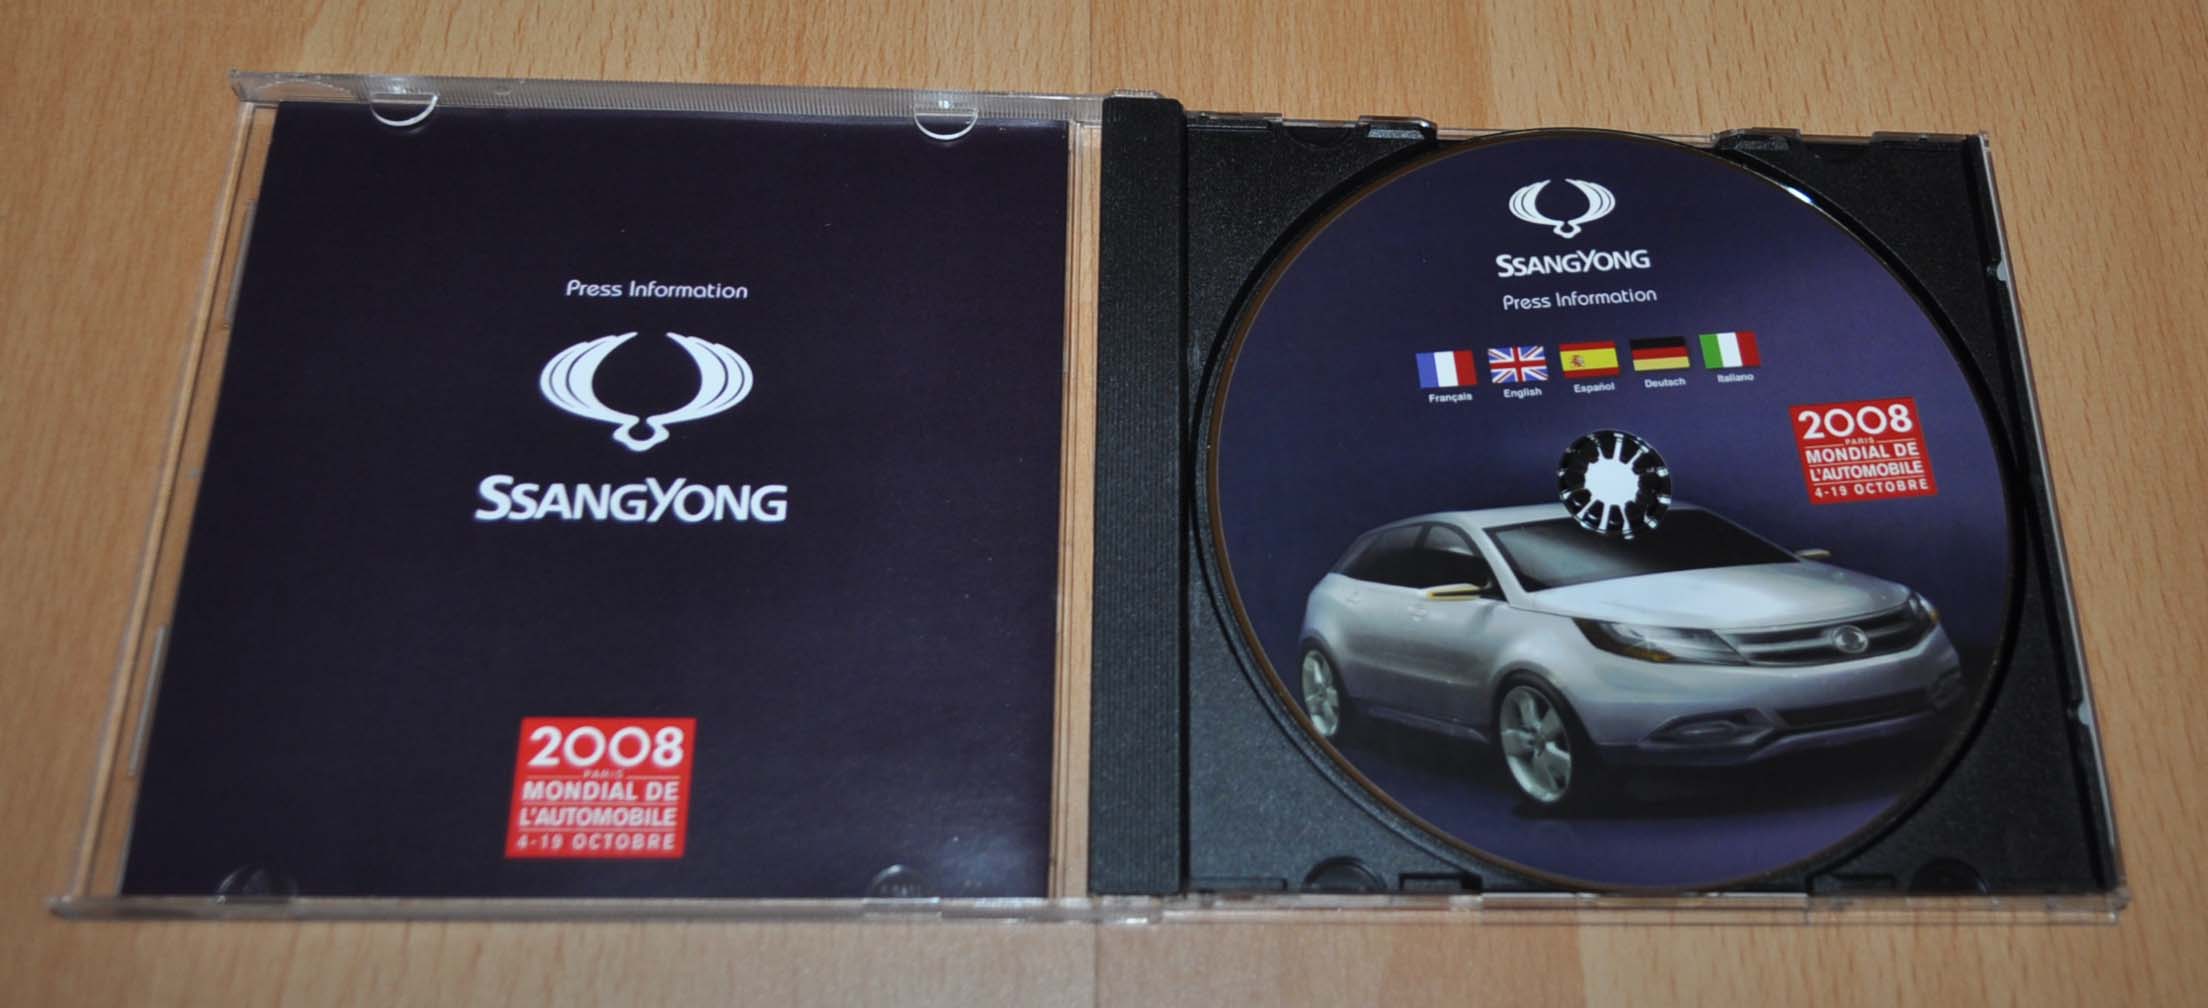 Press Information
SSANGYONG
2008
PARIS
MONDIAL DE
L'AUTOMOBILE
4-19 OCTOBRE
SSANGYONG
Press Information
Français English Español Deutsch Italiano
2008
PARIS
MONDIAL DE
L'AUTOMOBILE
4-19 OCTOBRE